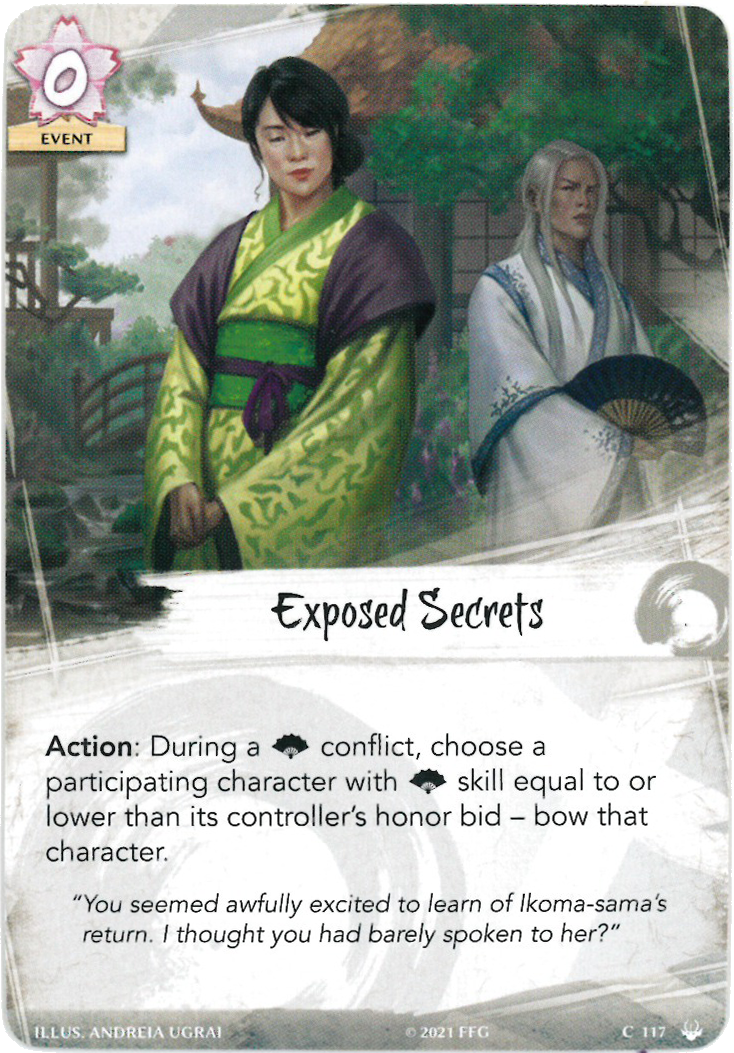 0
EVENT
Exposed Secrets
Action: During a conflict, choose a
participating character with skill equal to or
lower than its controller's honor bid – bow that
character.
"You seemed awfully excited to learn of Ikoma-sama's
return. I thought you had barely spoken to her?"
ILLUS. ANDREIA UGRAI
© 2021 FFG
C 117